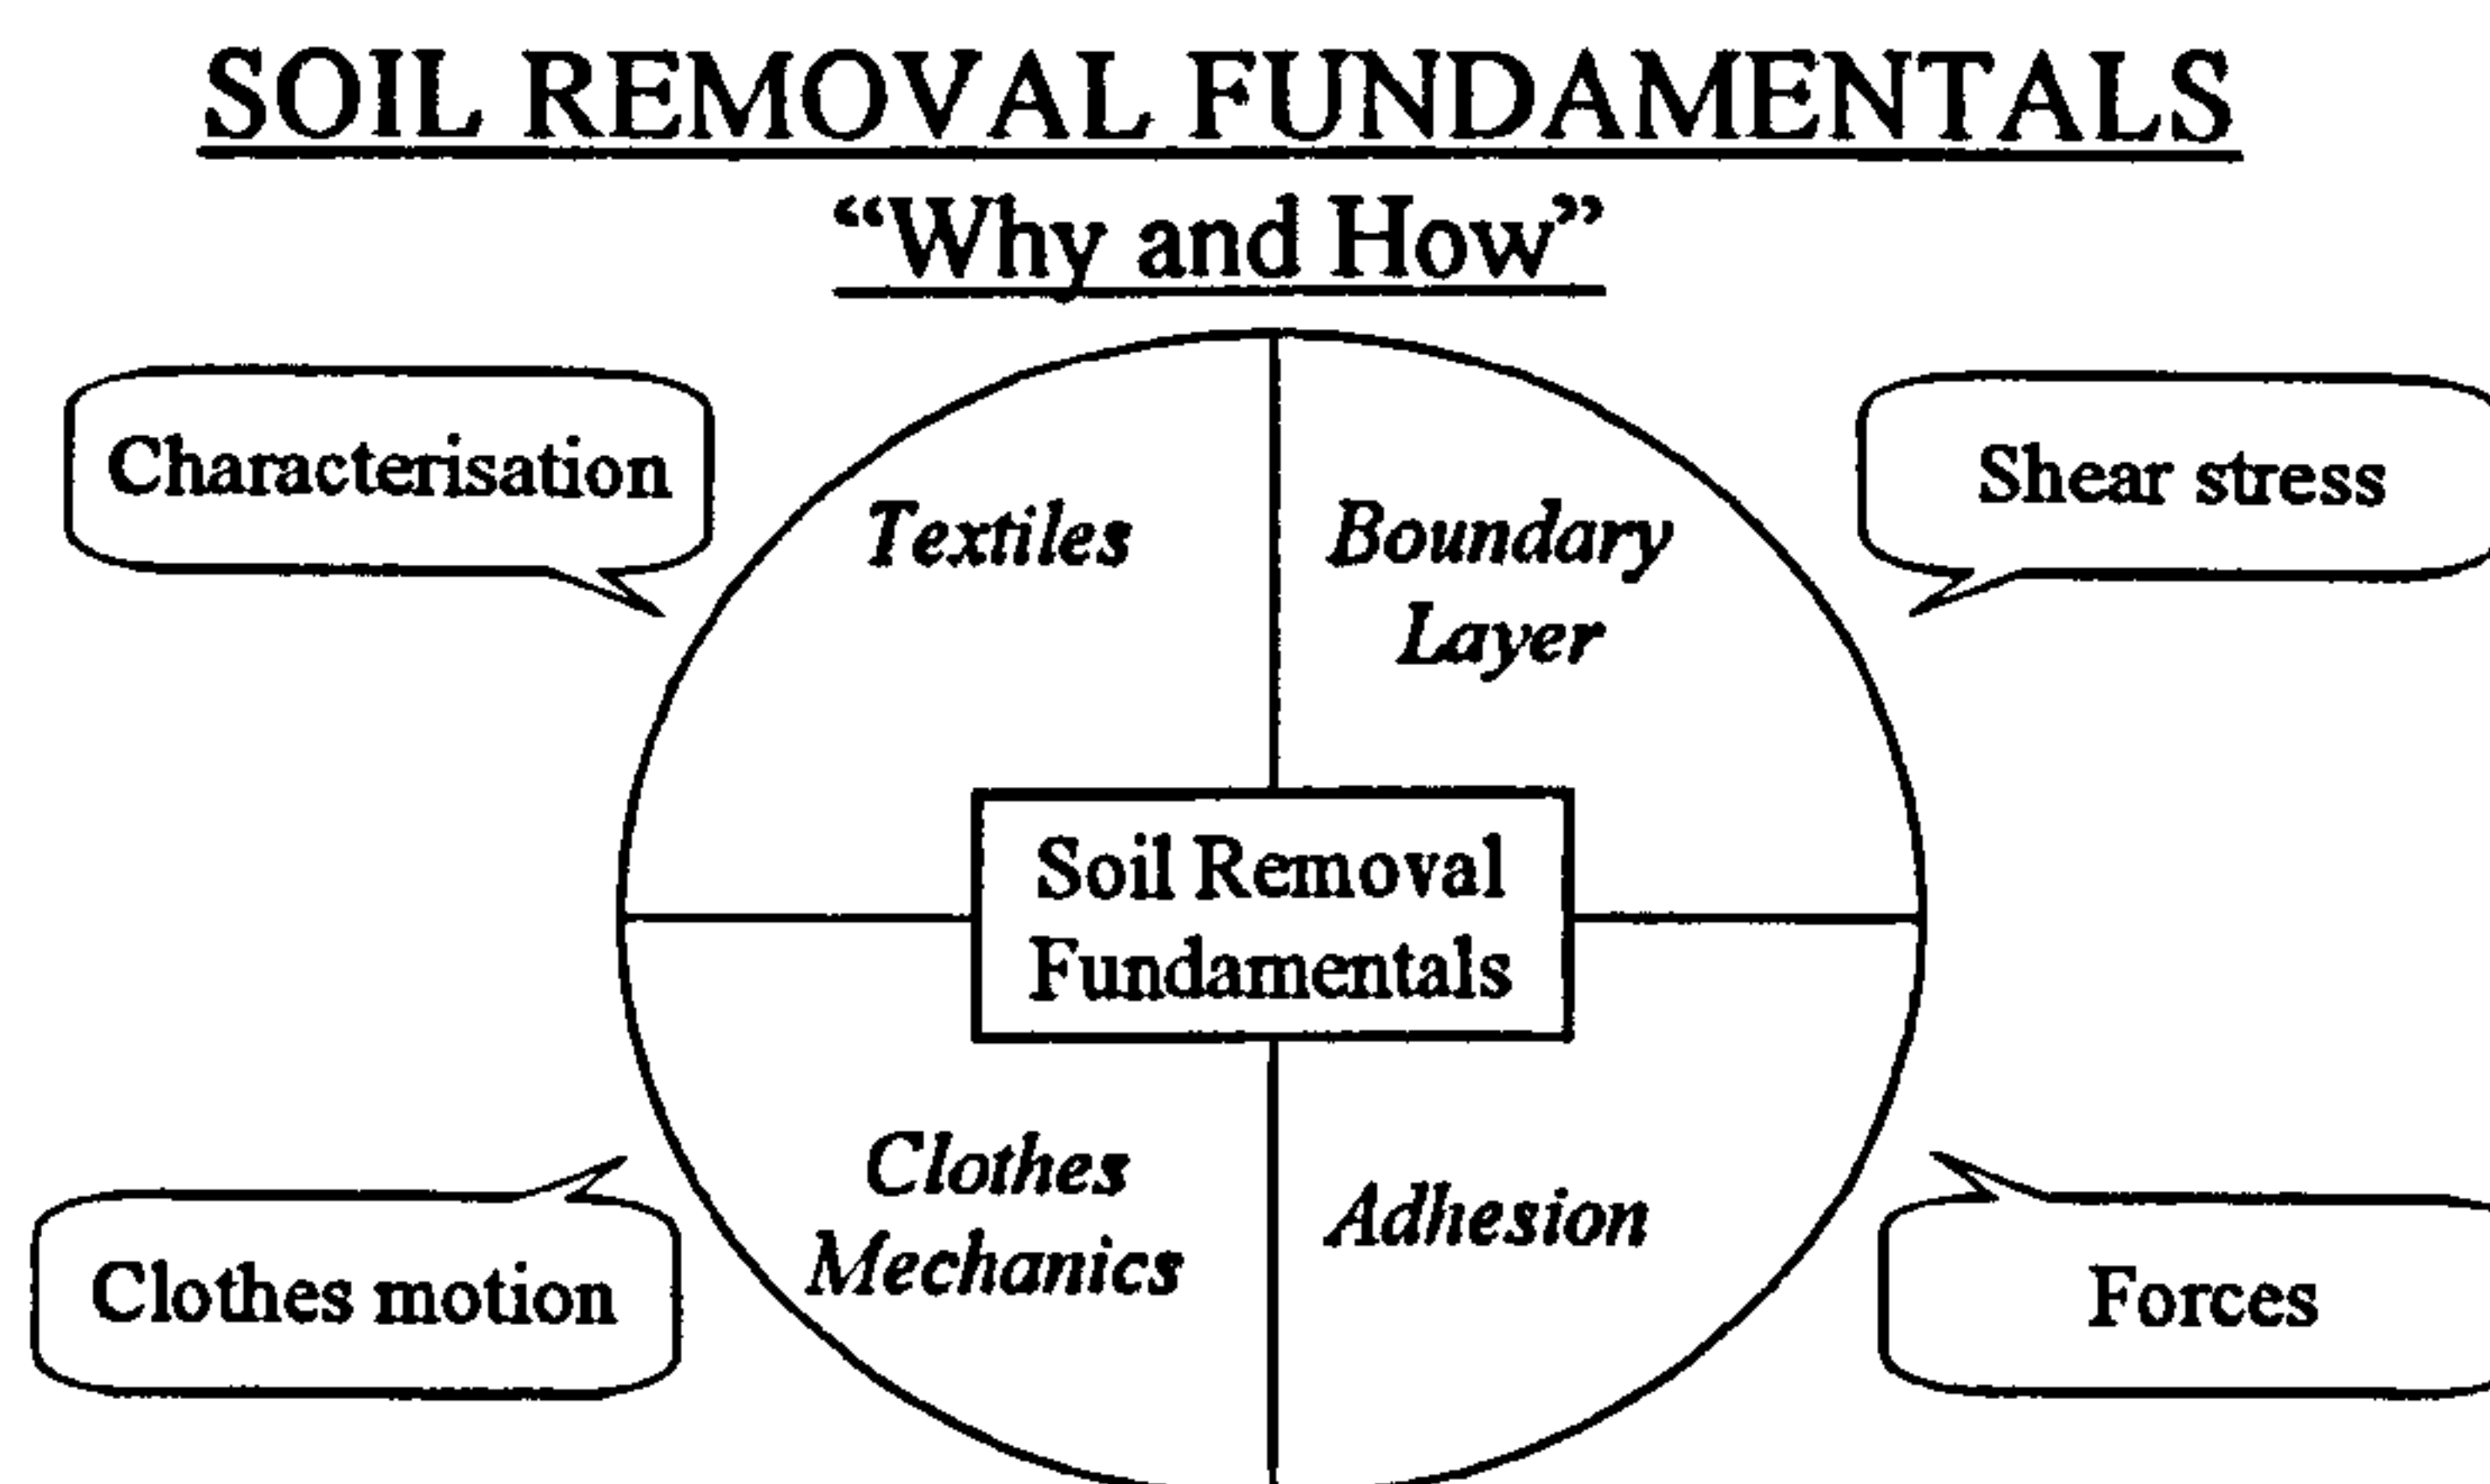 SOIL REMOVAL FUNDAMENTALS
“Why and How”
Characterisation
Shear stress
Textiles
Boundary
Layer
Soil Removal
Fundamentals
Clothes
Mechanics
Adhesion
Clothes motion
Forces